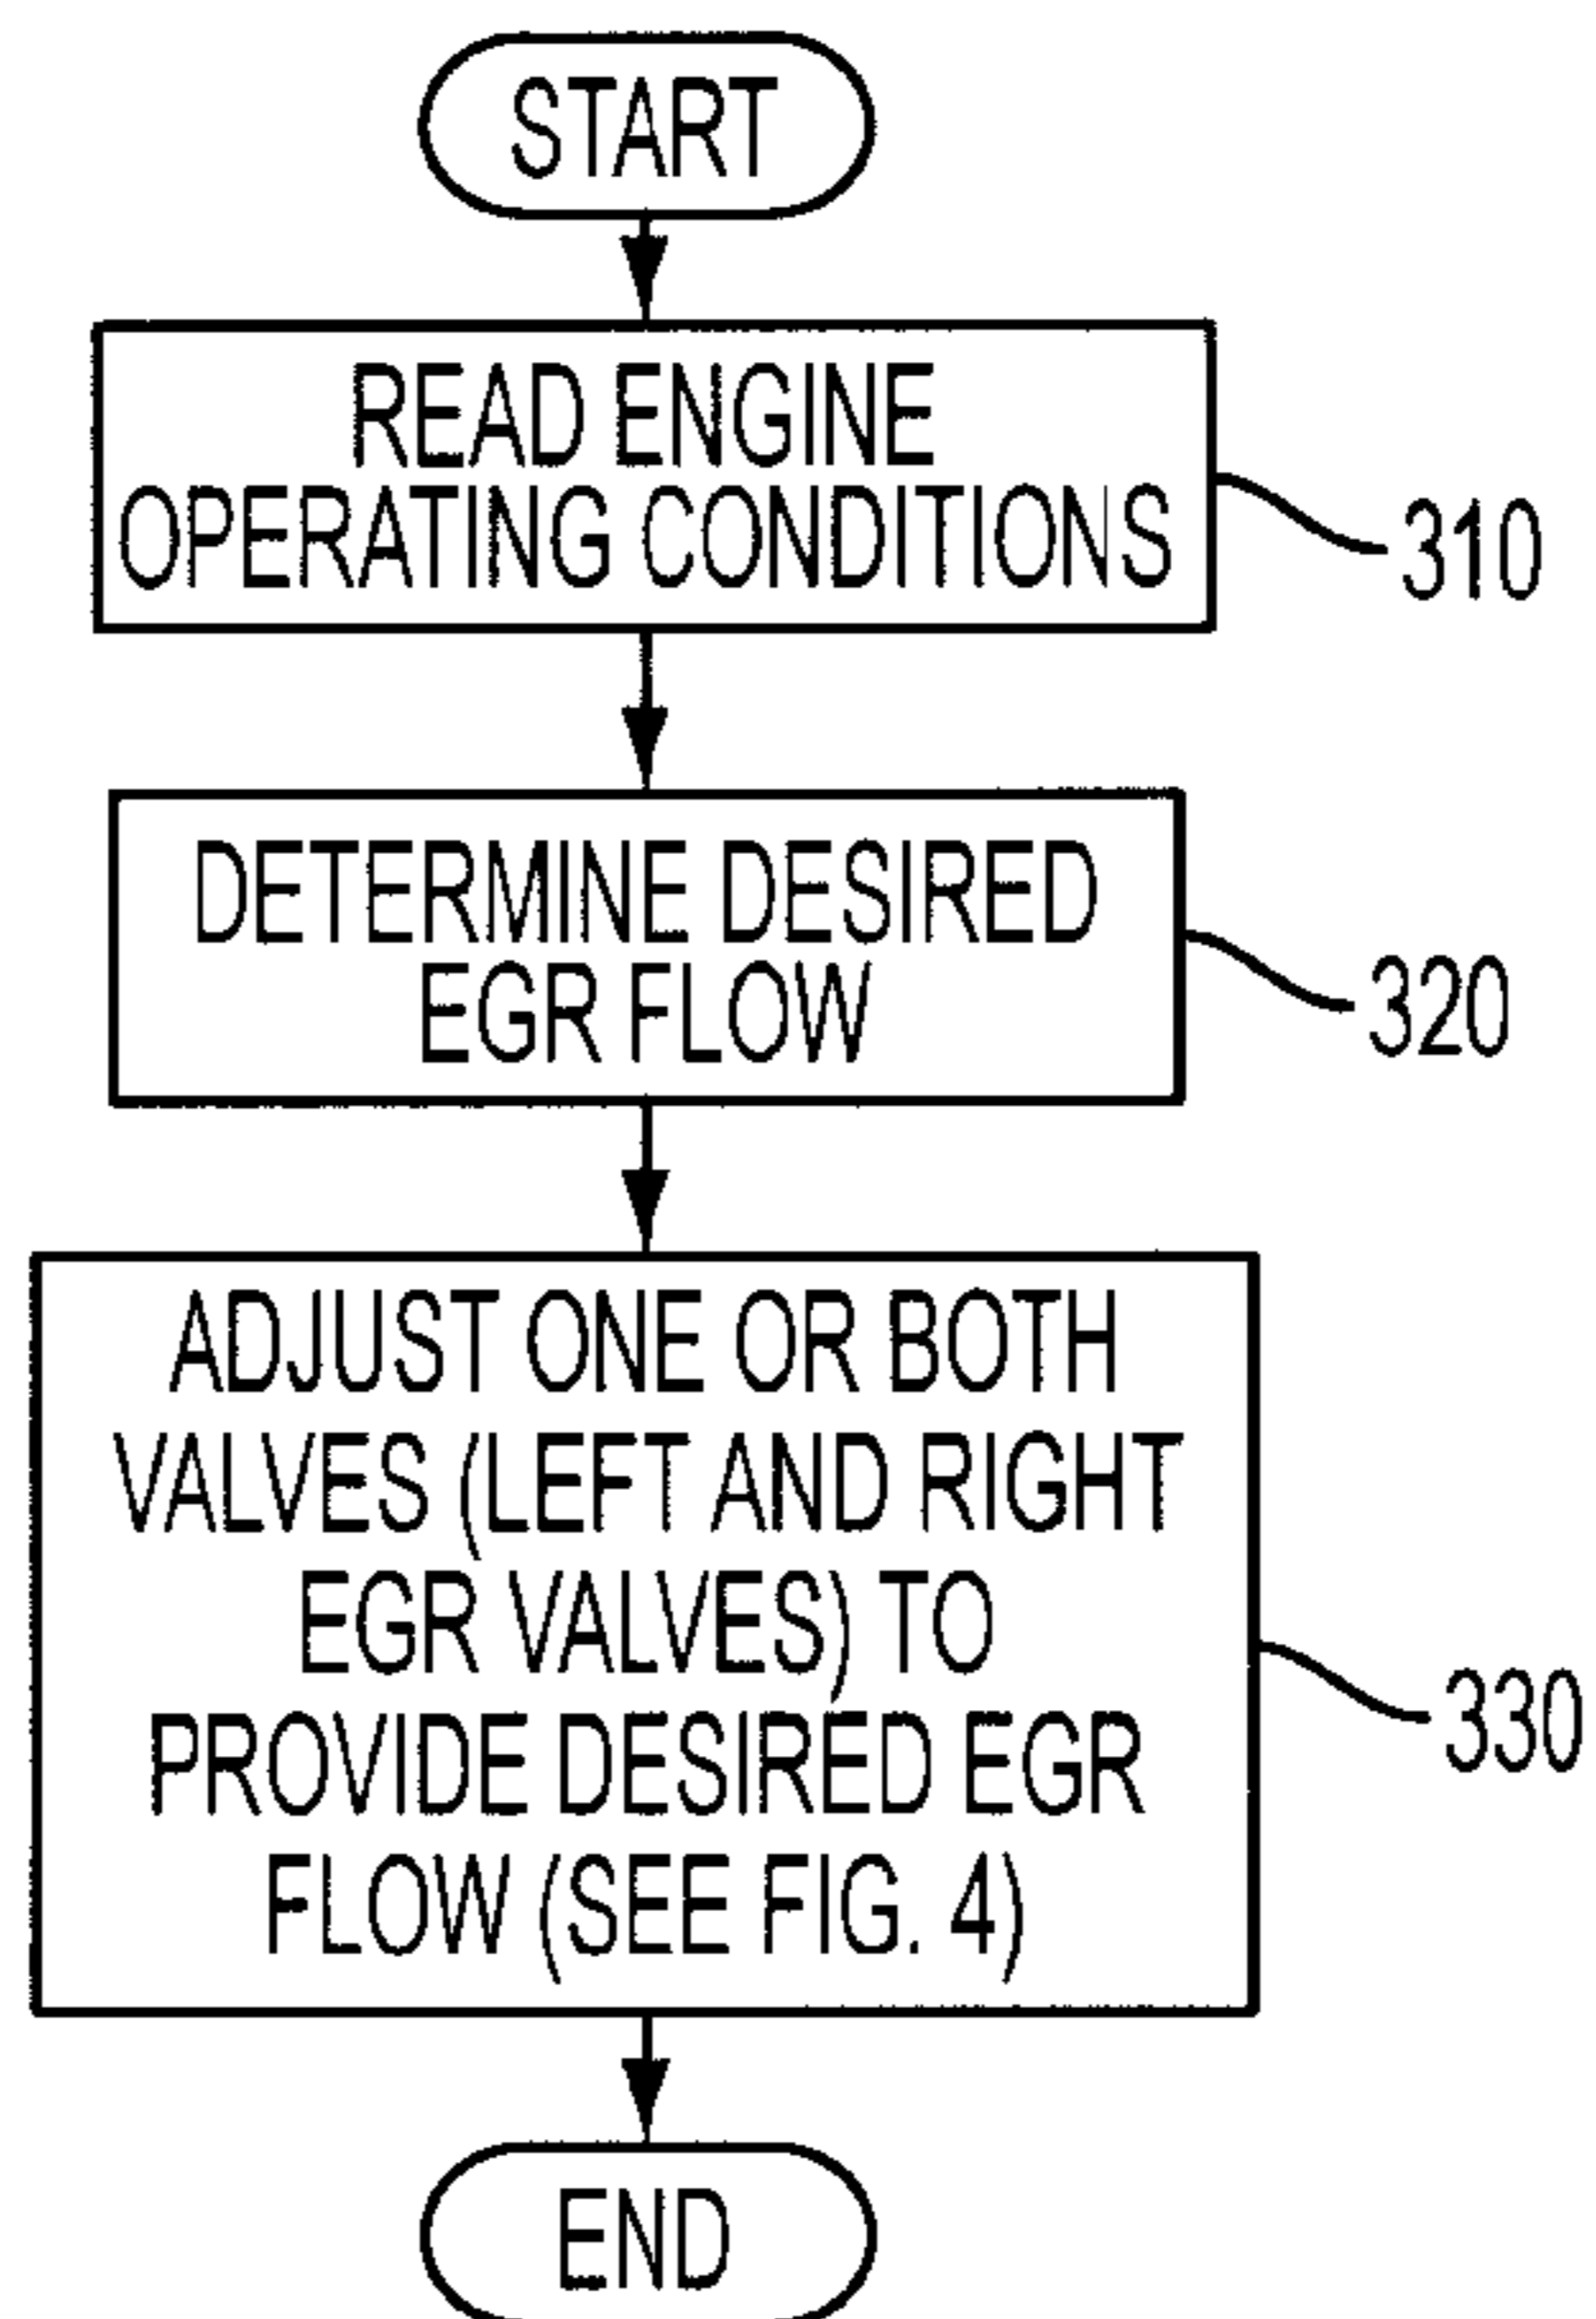 START
READ ENGINE
OPERATING CONDITIONS
310
DETERMINE DESIRED
EGR FLOW
320
ADJUST ONE OR BOTH
VALVES (LEFT AND RIGHT
EGR VALVES) TO
PROVIDE DESIRED EGR
FLOW (SEE FIG. 4)
330
END